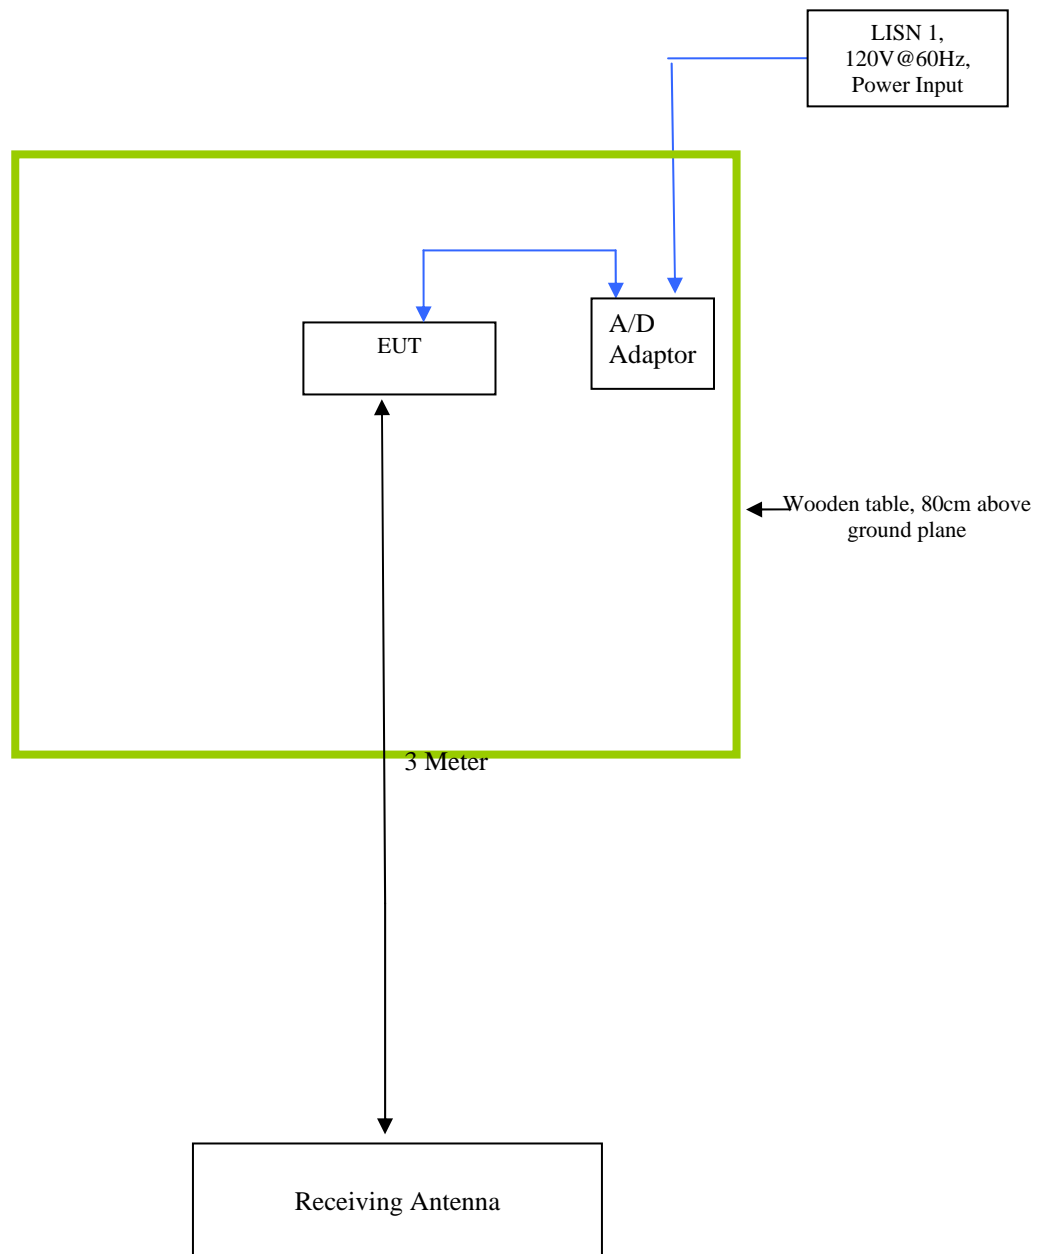 LISN 1,
120V@60Hz,
Power Input
A/D
Adaptor
EUT
Wooden table, 80cm above
ground plane
3 Meter
Receiving Antenna